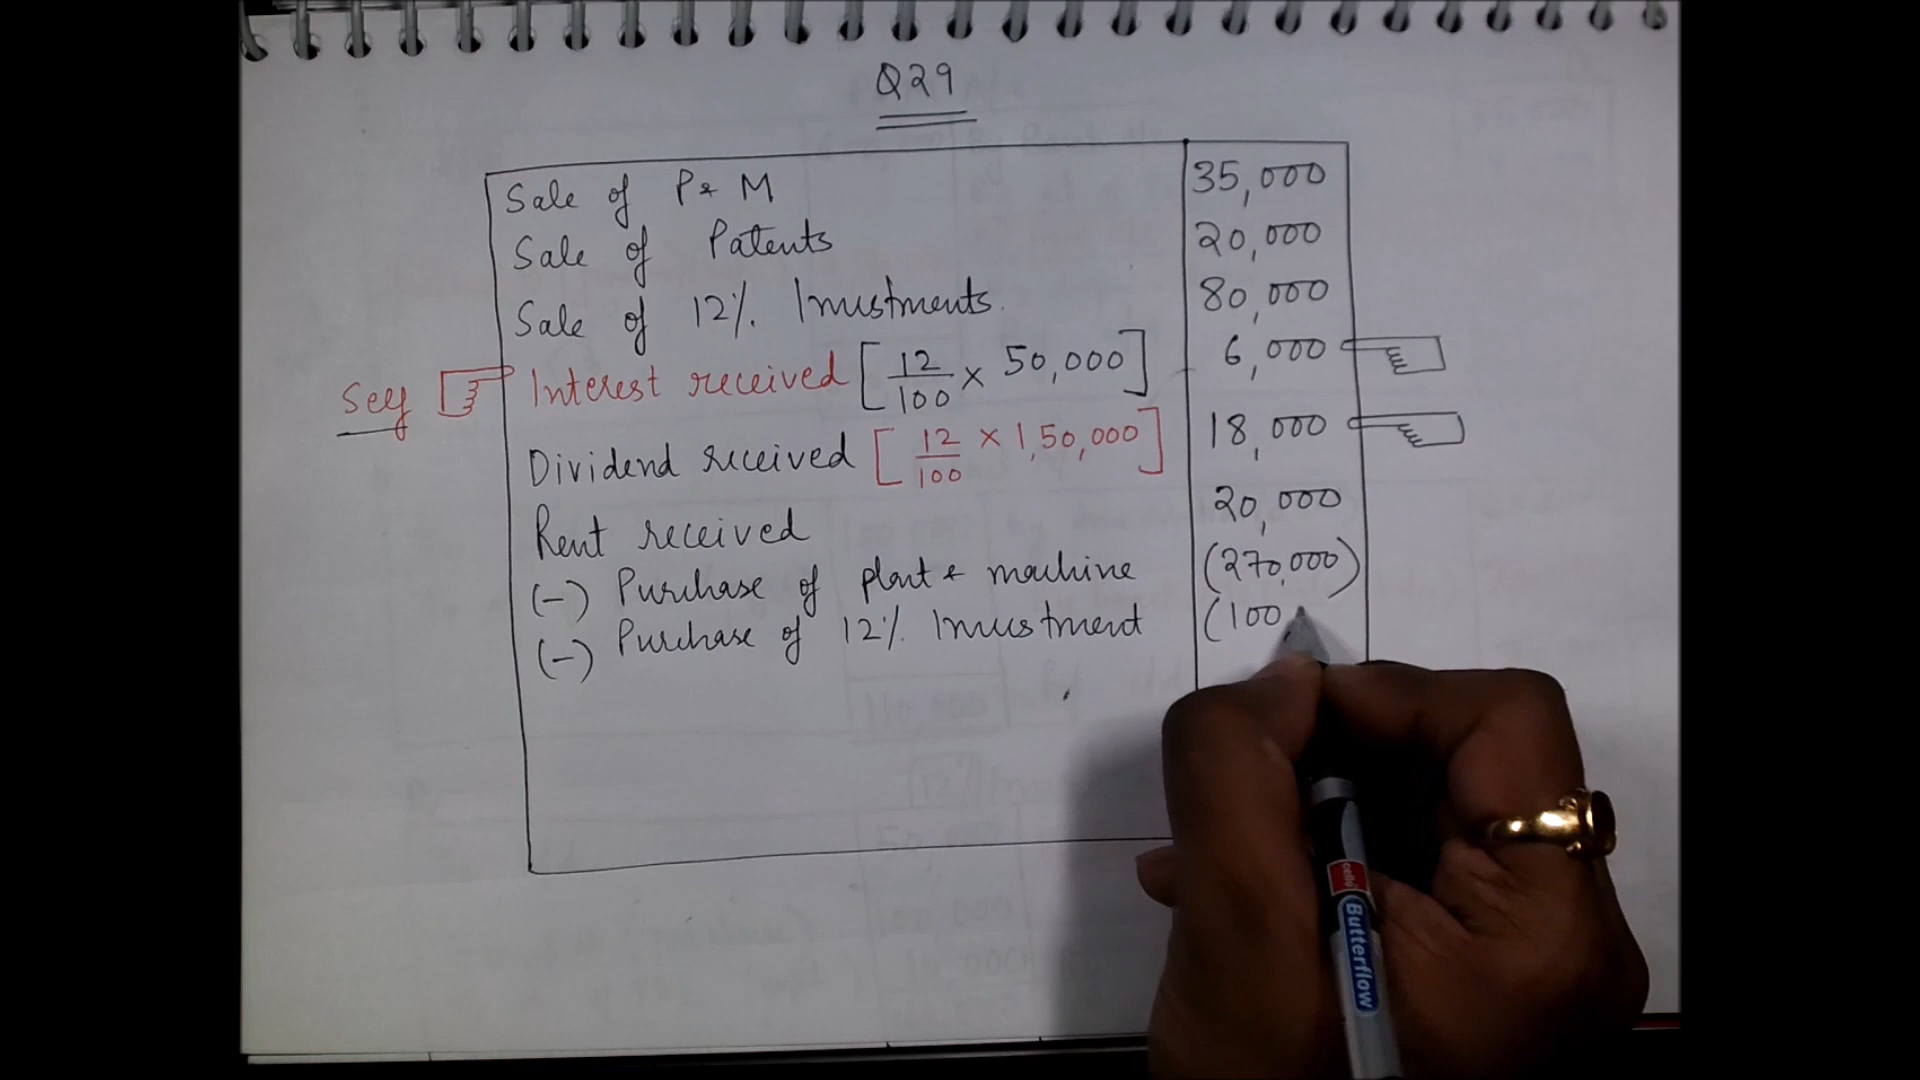 Q29
Sale of P & M 35,000
Sale of Patents 20,000
Sale of 12% Investments. 80,000
Self Interest received [12/100 × 50,000] 6,000
Dividend received [12/100 × 1,50,000] 18,000
Rent received 20,000
(-) Purchase of plant & machine (270,000)
(-) Purchase of 12% Investment (100,
cello
Butterflow